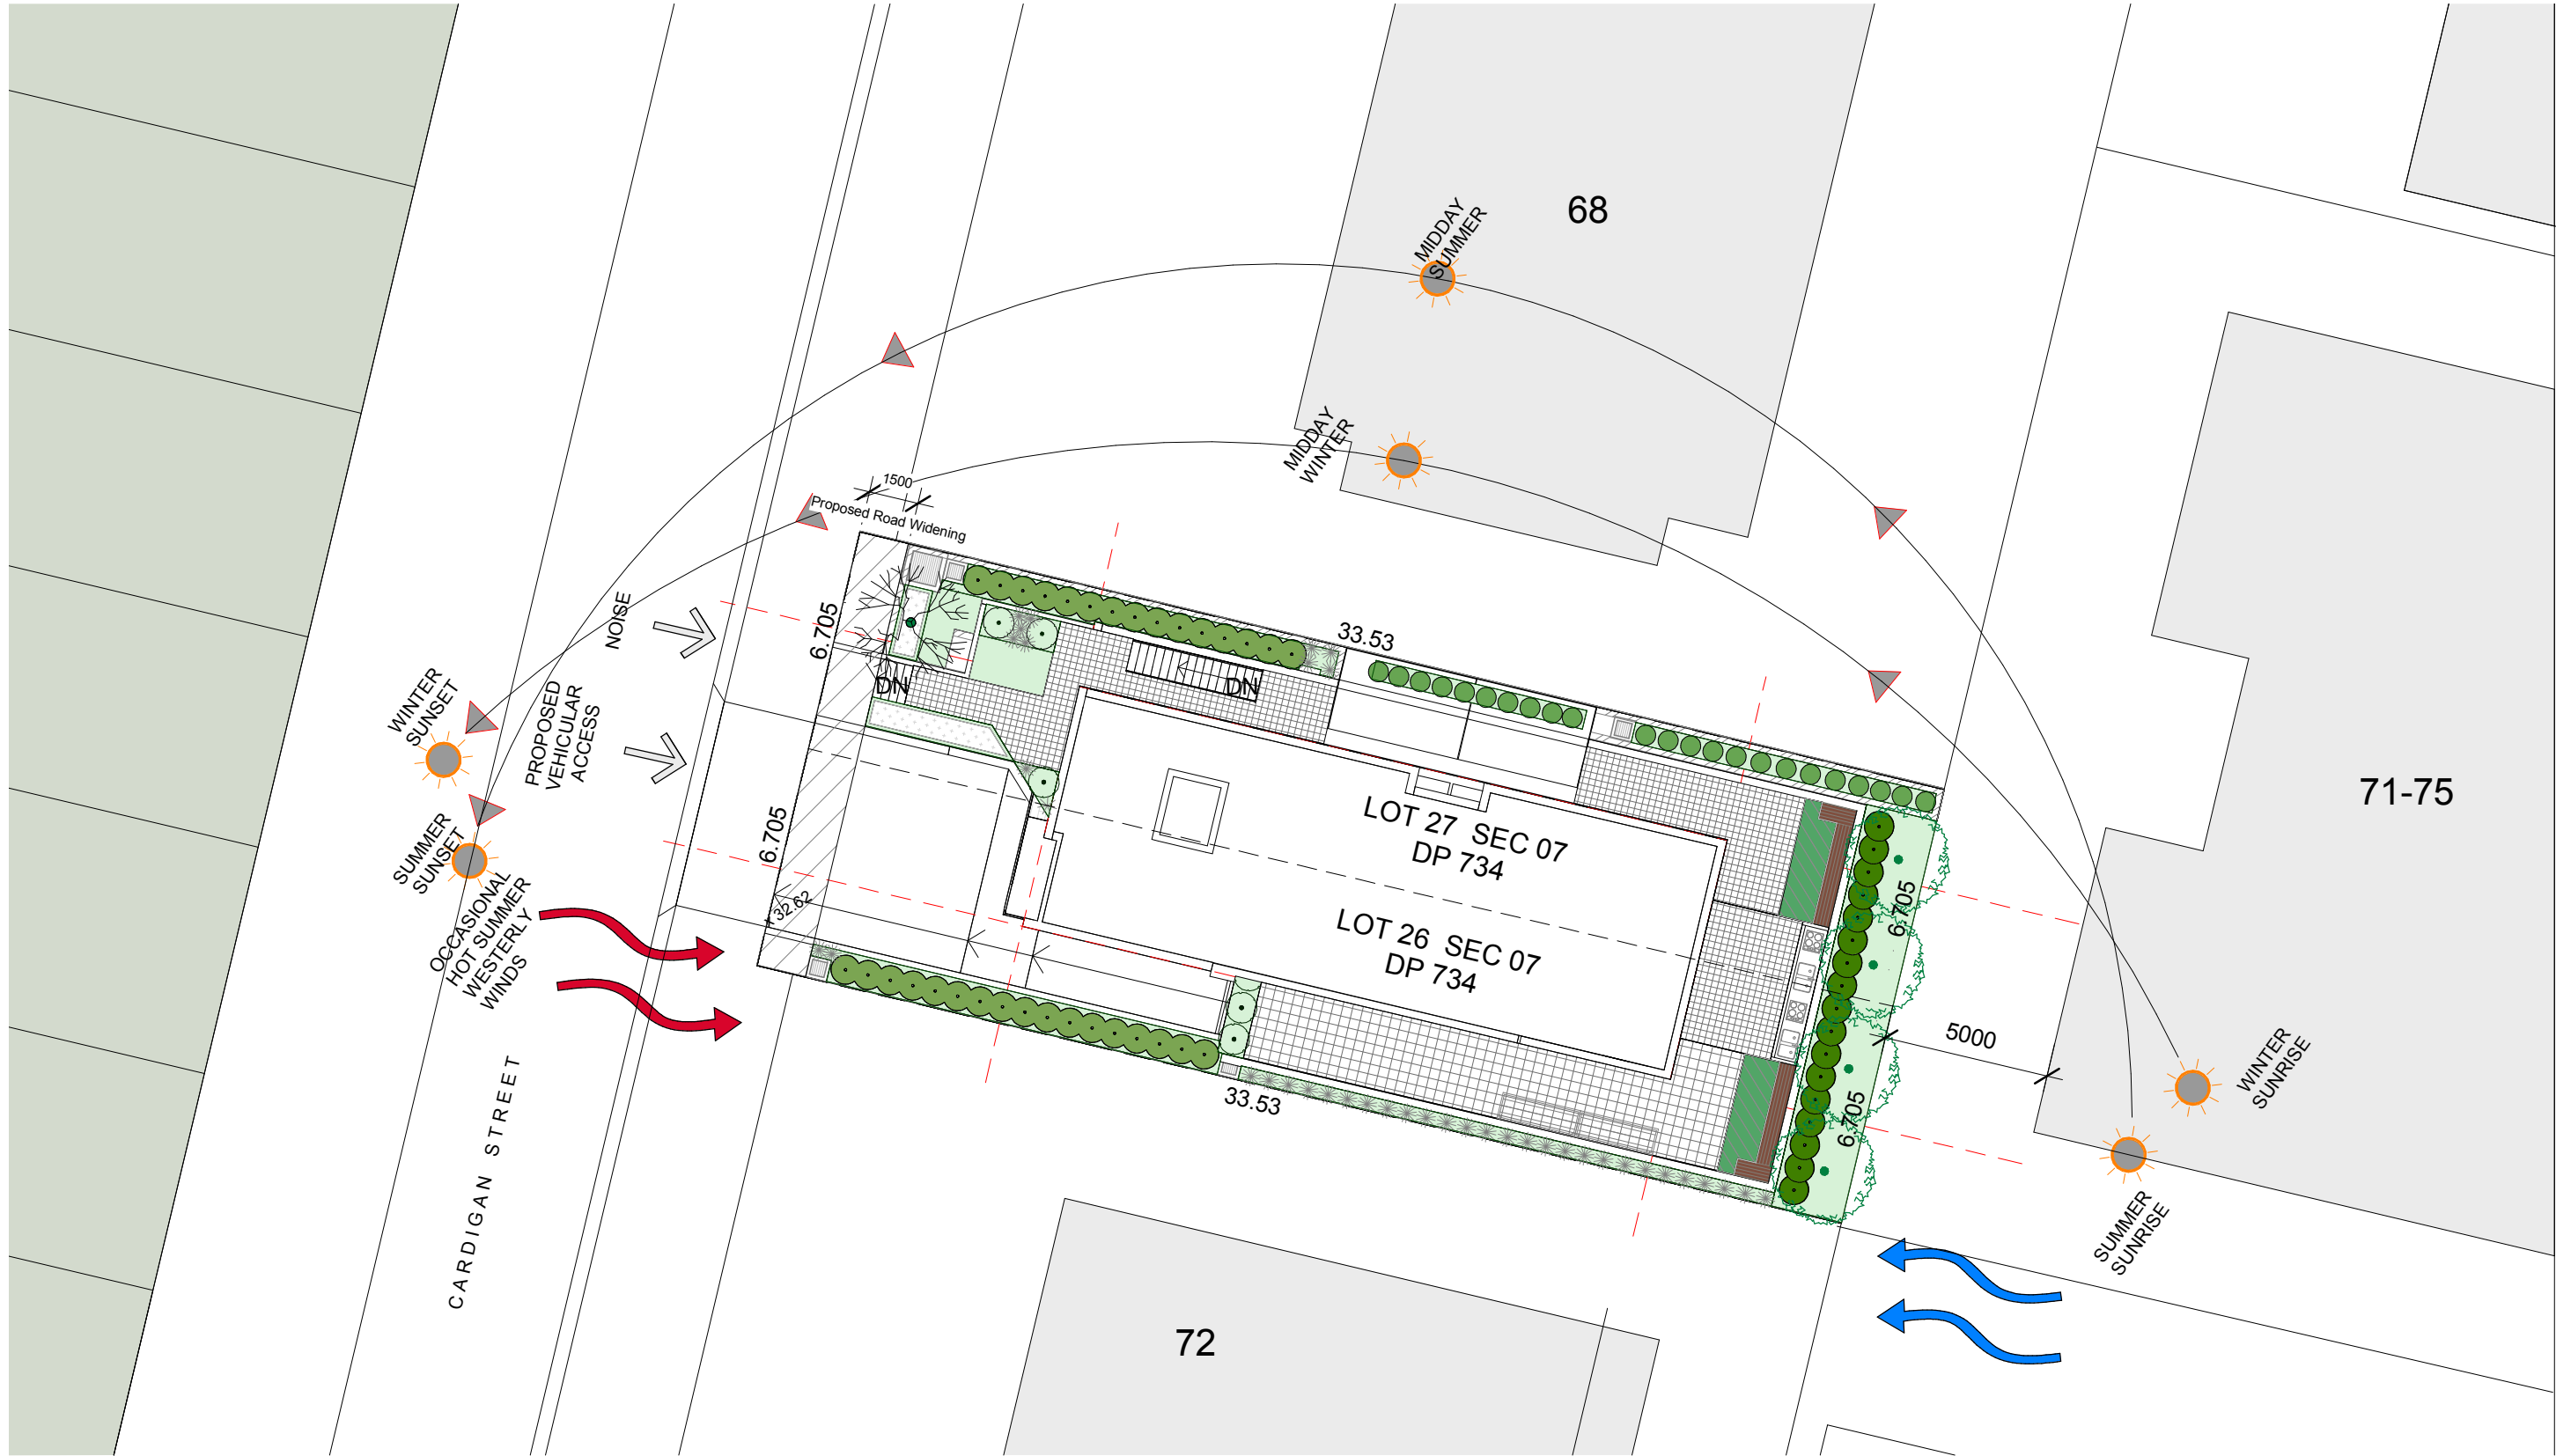 68
MIDDAY
SUMMER
MIDDAY
WINTER
1500
Proposed Road Widening
NOISE
6.705
33.53
WINTER
SUNSET
PROPOSED
VEHICULAR
ACCESS
DN
DN
71-75
LOT 27 SEC 07
DP 734
6.705
SUMMER
SUNSET
6.705
32.62
OCCASIONAL
HOT SUMMER
WESTERLY
WINDS
LOT 26 SEC 07
DP 734
5000
WINTER
SUNRISE
33.53
6.705
CARDIGAN STREET
SUMMER
SUNRISE
72